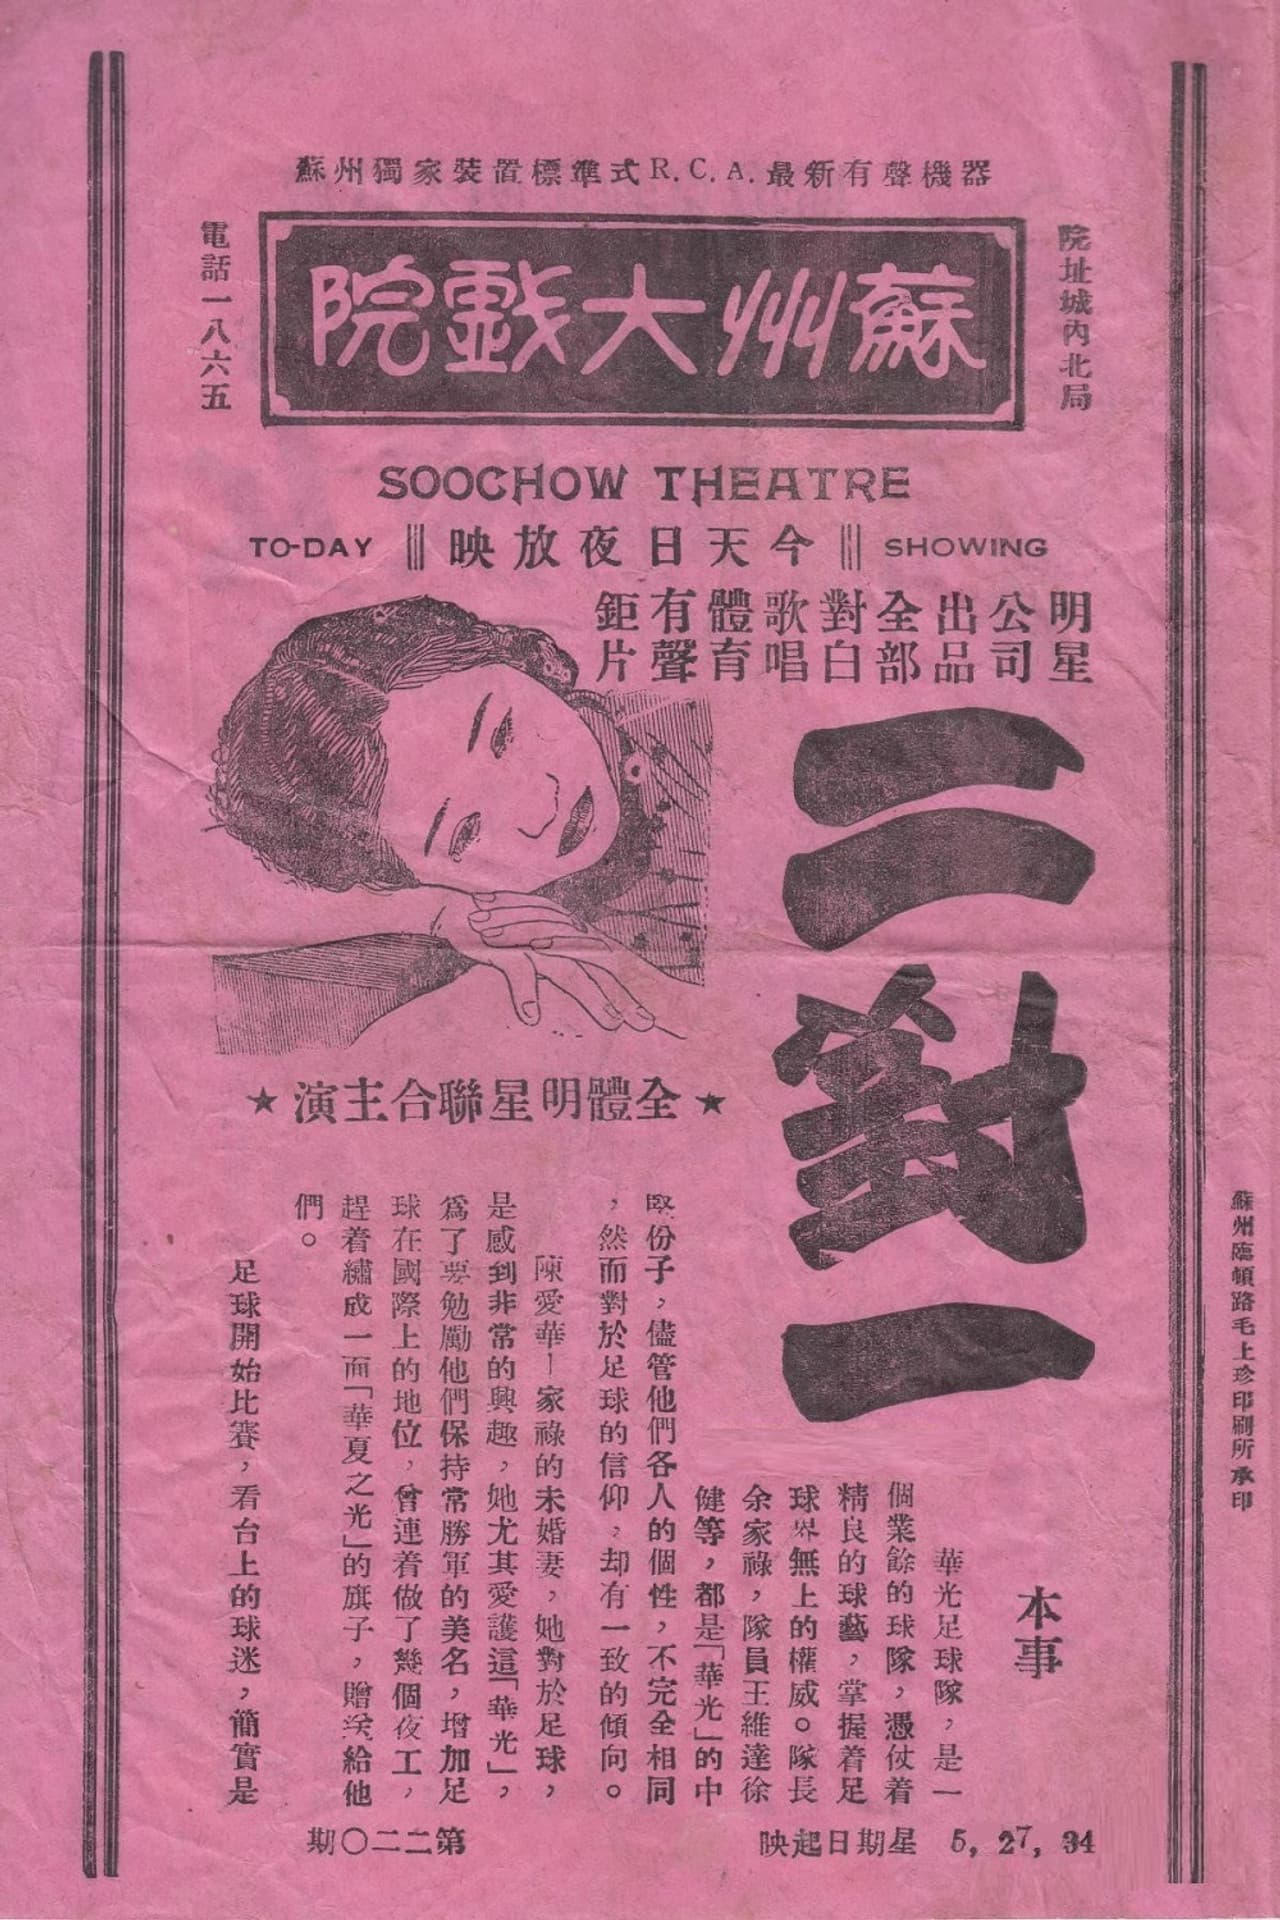 蘇州獨家裝置標準式R.C.A.最新有聲機器
院址城內北局
蘇州大戲院
電話一八六五
SOOCHOW THEATRE
TO-DAY 今天日夜放映 SHOWING
明星公司出品全部對白歌唱體育有聲鉅片
二對一
★全體明星聯合主演★
本事
華光足球隊，是一
個業餘的球隊，憑仗着
精良的球藝，掌握着足
球界無上的權威。隊長
余家祿，隊員王維達徐
健等，都是「華光」的中
堅份子，儘管他們各人的個性，不完全相同
，然而對於足球的信仰，却有一致的傾向。
陳愛華—家祿的未婚妻，她對於足球，
是感到非常的興趣，她尤其愛護這「華光」，
爲了要勉勵他們保持常勝軍的美名，增加足
球在國際上的地位，曾連着做了幾個夜工，
趕着繡成一面「華夏之光」的旗子，贈送給他
們。
足球開始比賽，看台上的球迷，簡實是
5, 27, 34 星期日起映
第二二〇期
蘇州臨頓路毛上珍印刷所承印